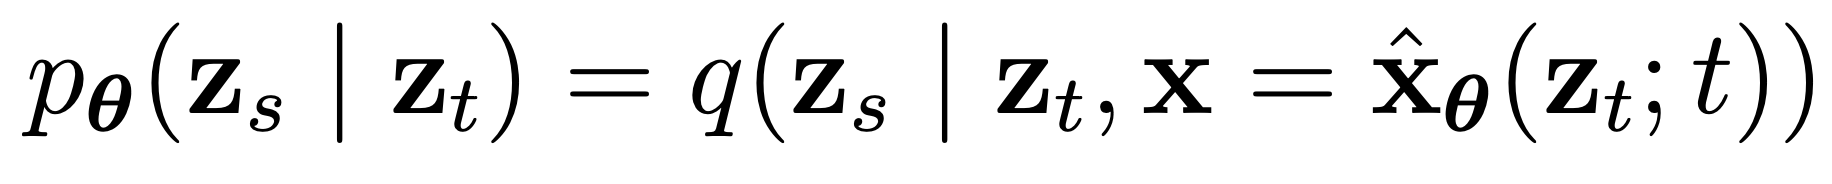 p_𝜽(𝐳_s | 𝐳_t) = q(𝐳_s | 𝐳_t, 𝐱 = 𝐱̂_𝜽(𝐳_t; t))